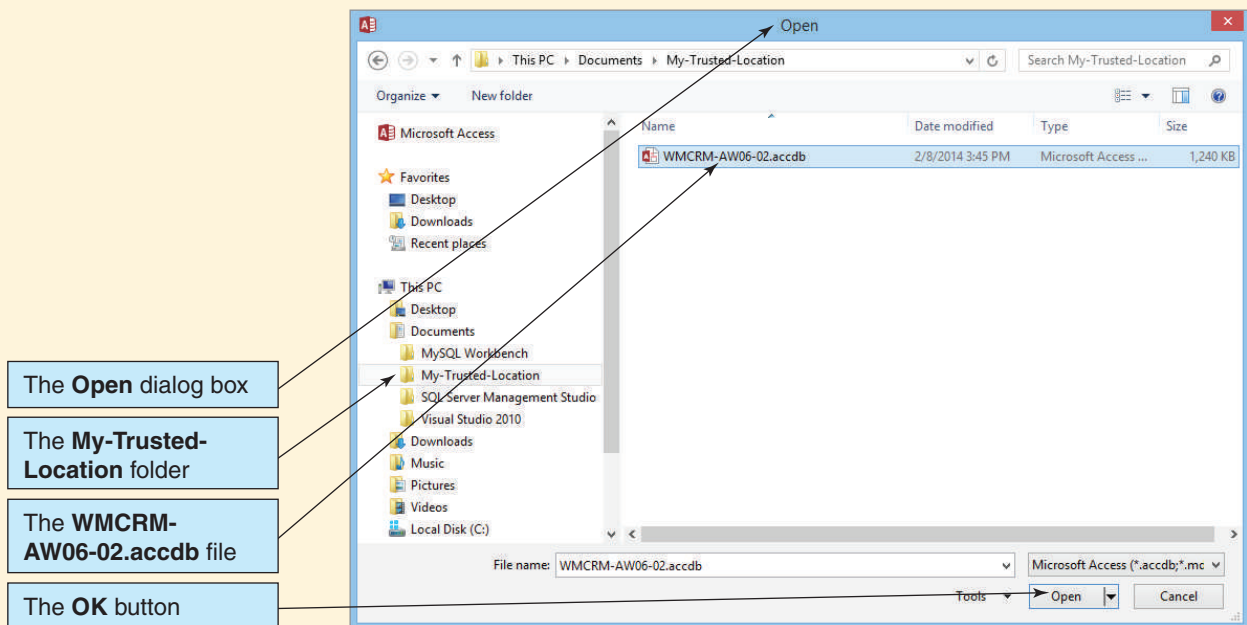 Open
This PC Documents My-Trusted-Location
Search My-Trusted-Location
Organize New folder
Microsoft Access
Favorites
Desktop
Downloads
Recent places
This PC
Desktop
Documents
MySQL Workbench
My-Trusted-Location
SQL Server Management Studio
Visual Studio 2010
Downloads
Music
Pictures
Videos
Local Disk (C:)
Name Date modified Type Size
WMCRM-AW06-02.accdb 2/8/2014 3:45 PM Microsoft Access ... 1,240 KB
File name: WMCRM-AW06-02.accdb Microsoft Access (*.accdb;*.mc
Tools Open Cancel
The Open dialog box
The My-Trusted-
Location folder
The WMCRM-
AW06-02.accdb file
The OK button